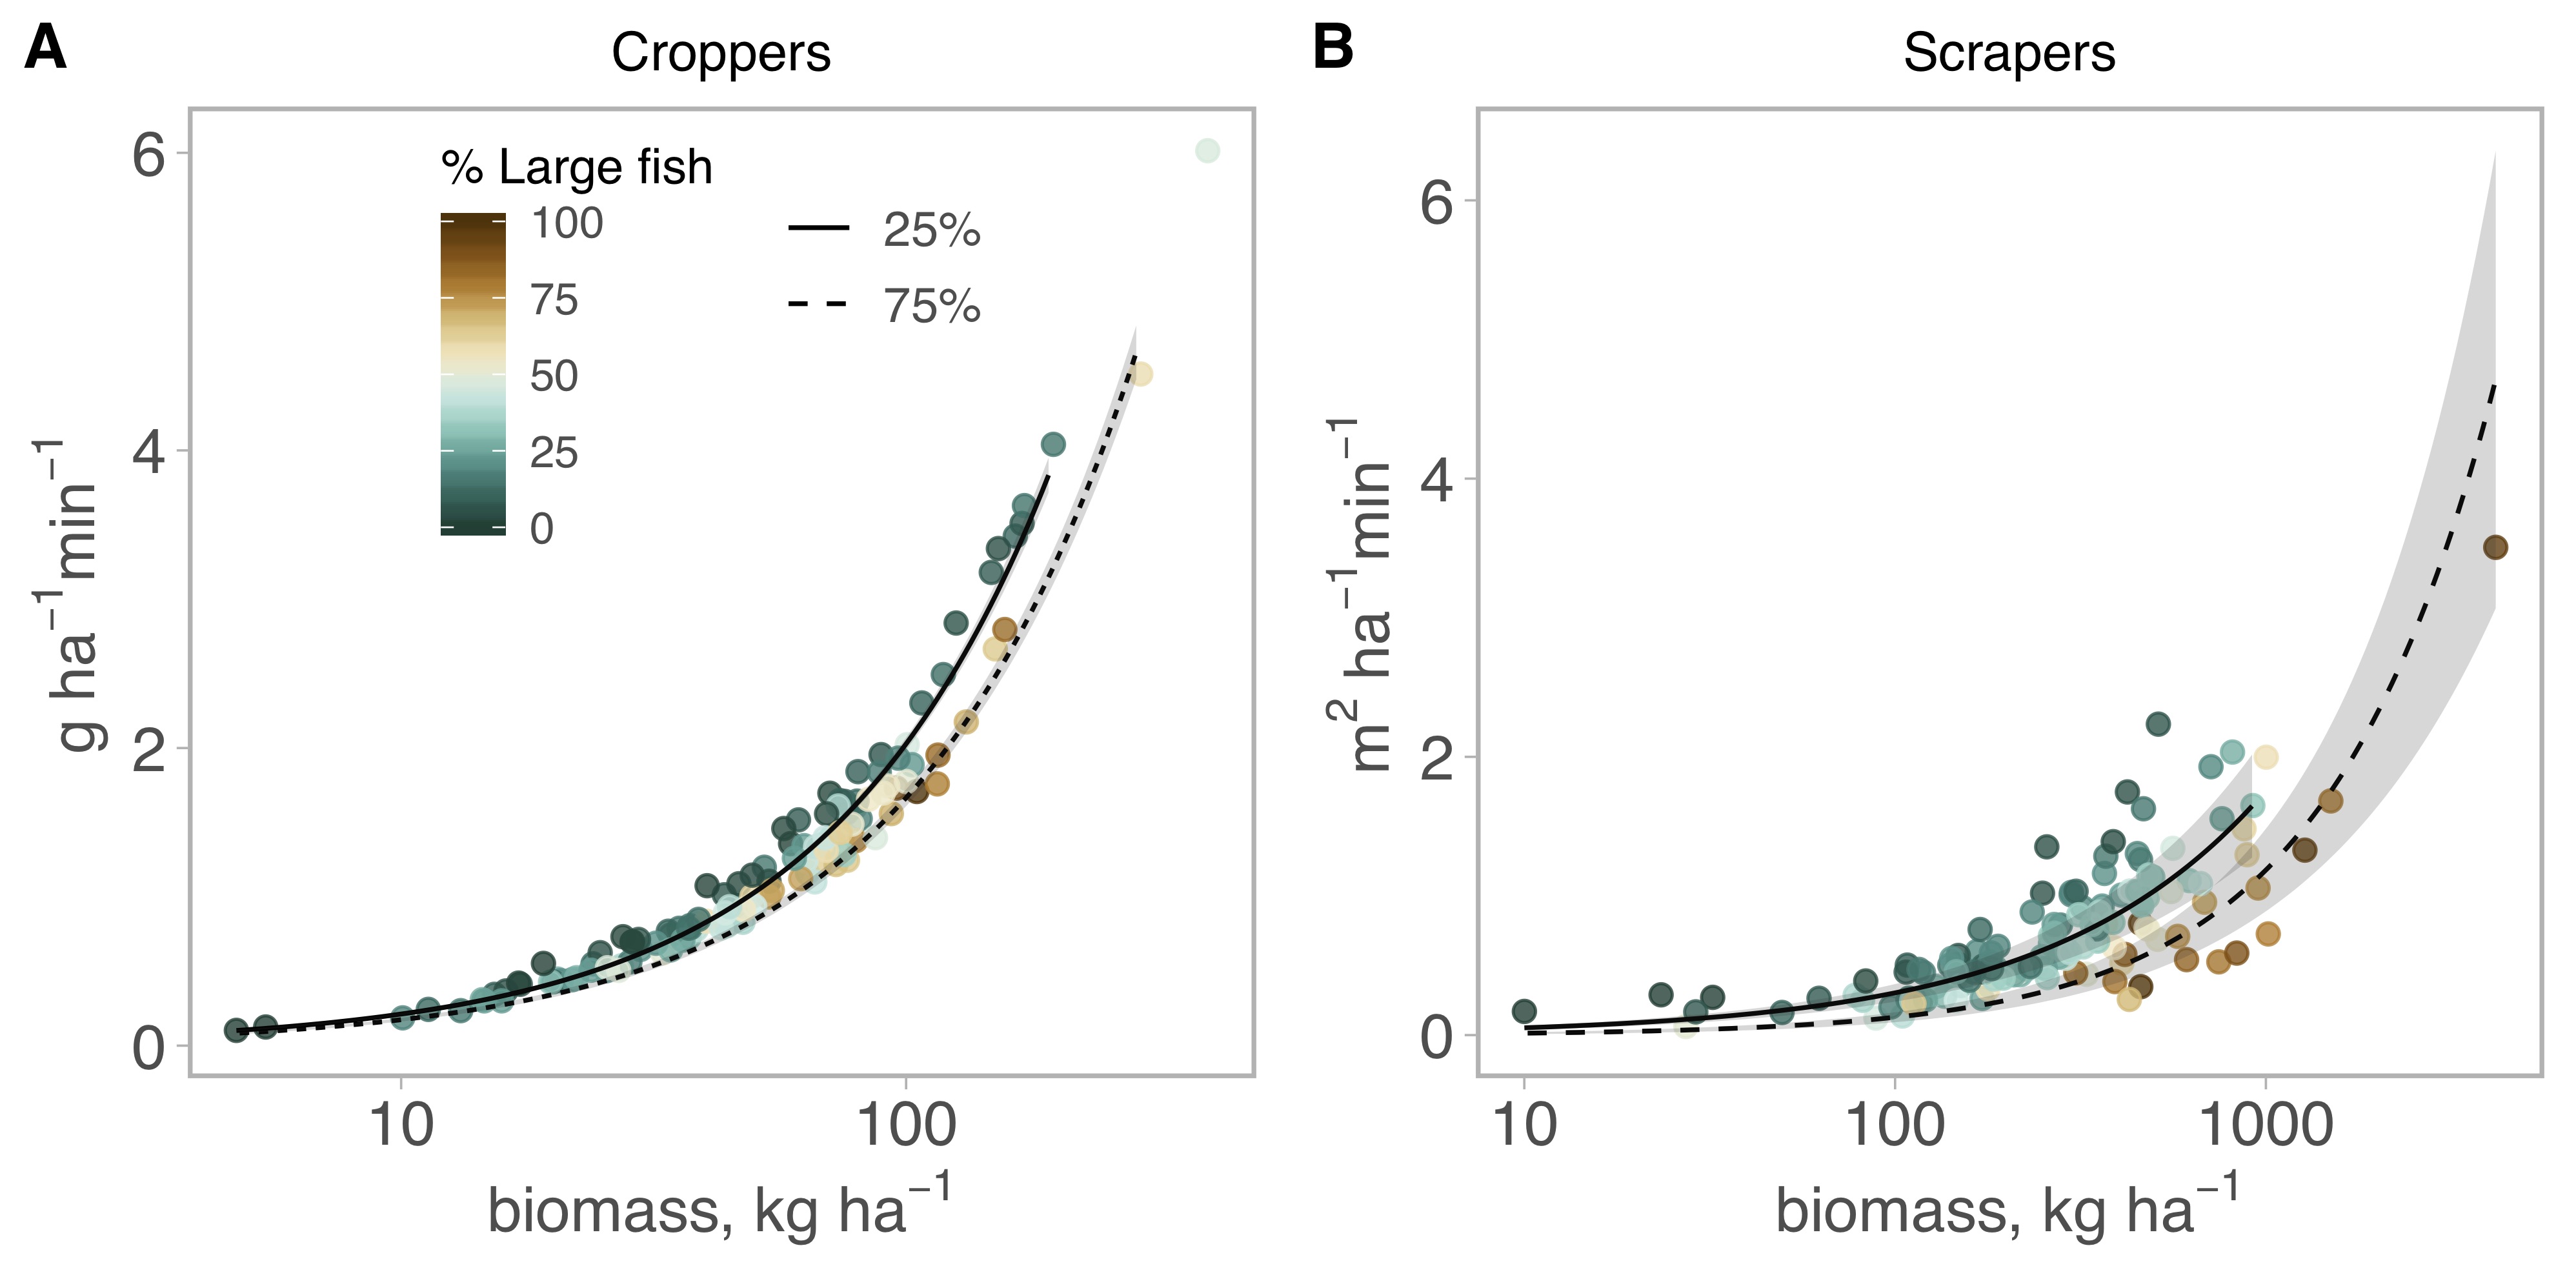 A
Croppers
% Large fish
100
75
50
25
0
25%
75%
6
4
2
0
g ha⁻¹min⁻¹
10
100
biomass, kg ha⁻¹
B
Scrapers
6
4
2
0
m² ha⁻¹min⁻¹
10
100
1000
biomass, kg ha⁻¹